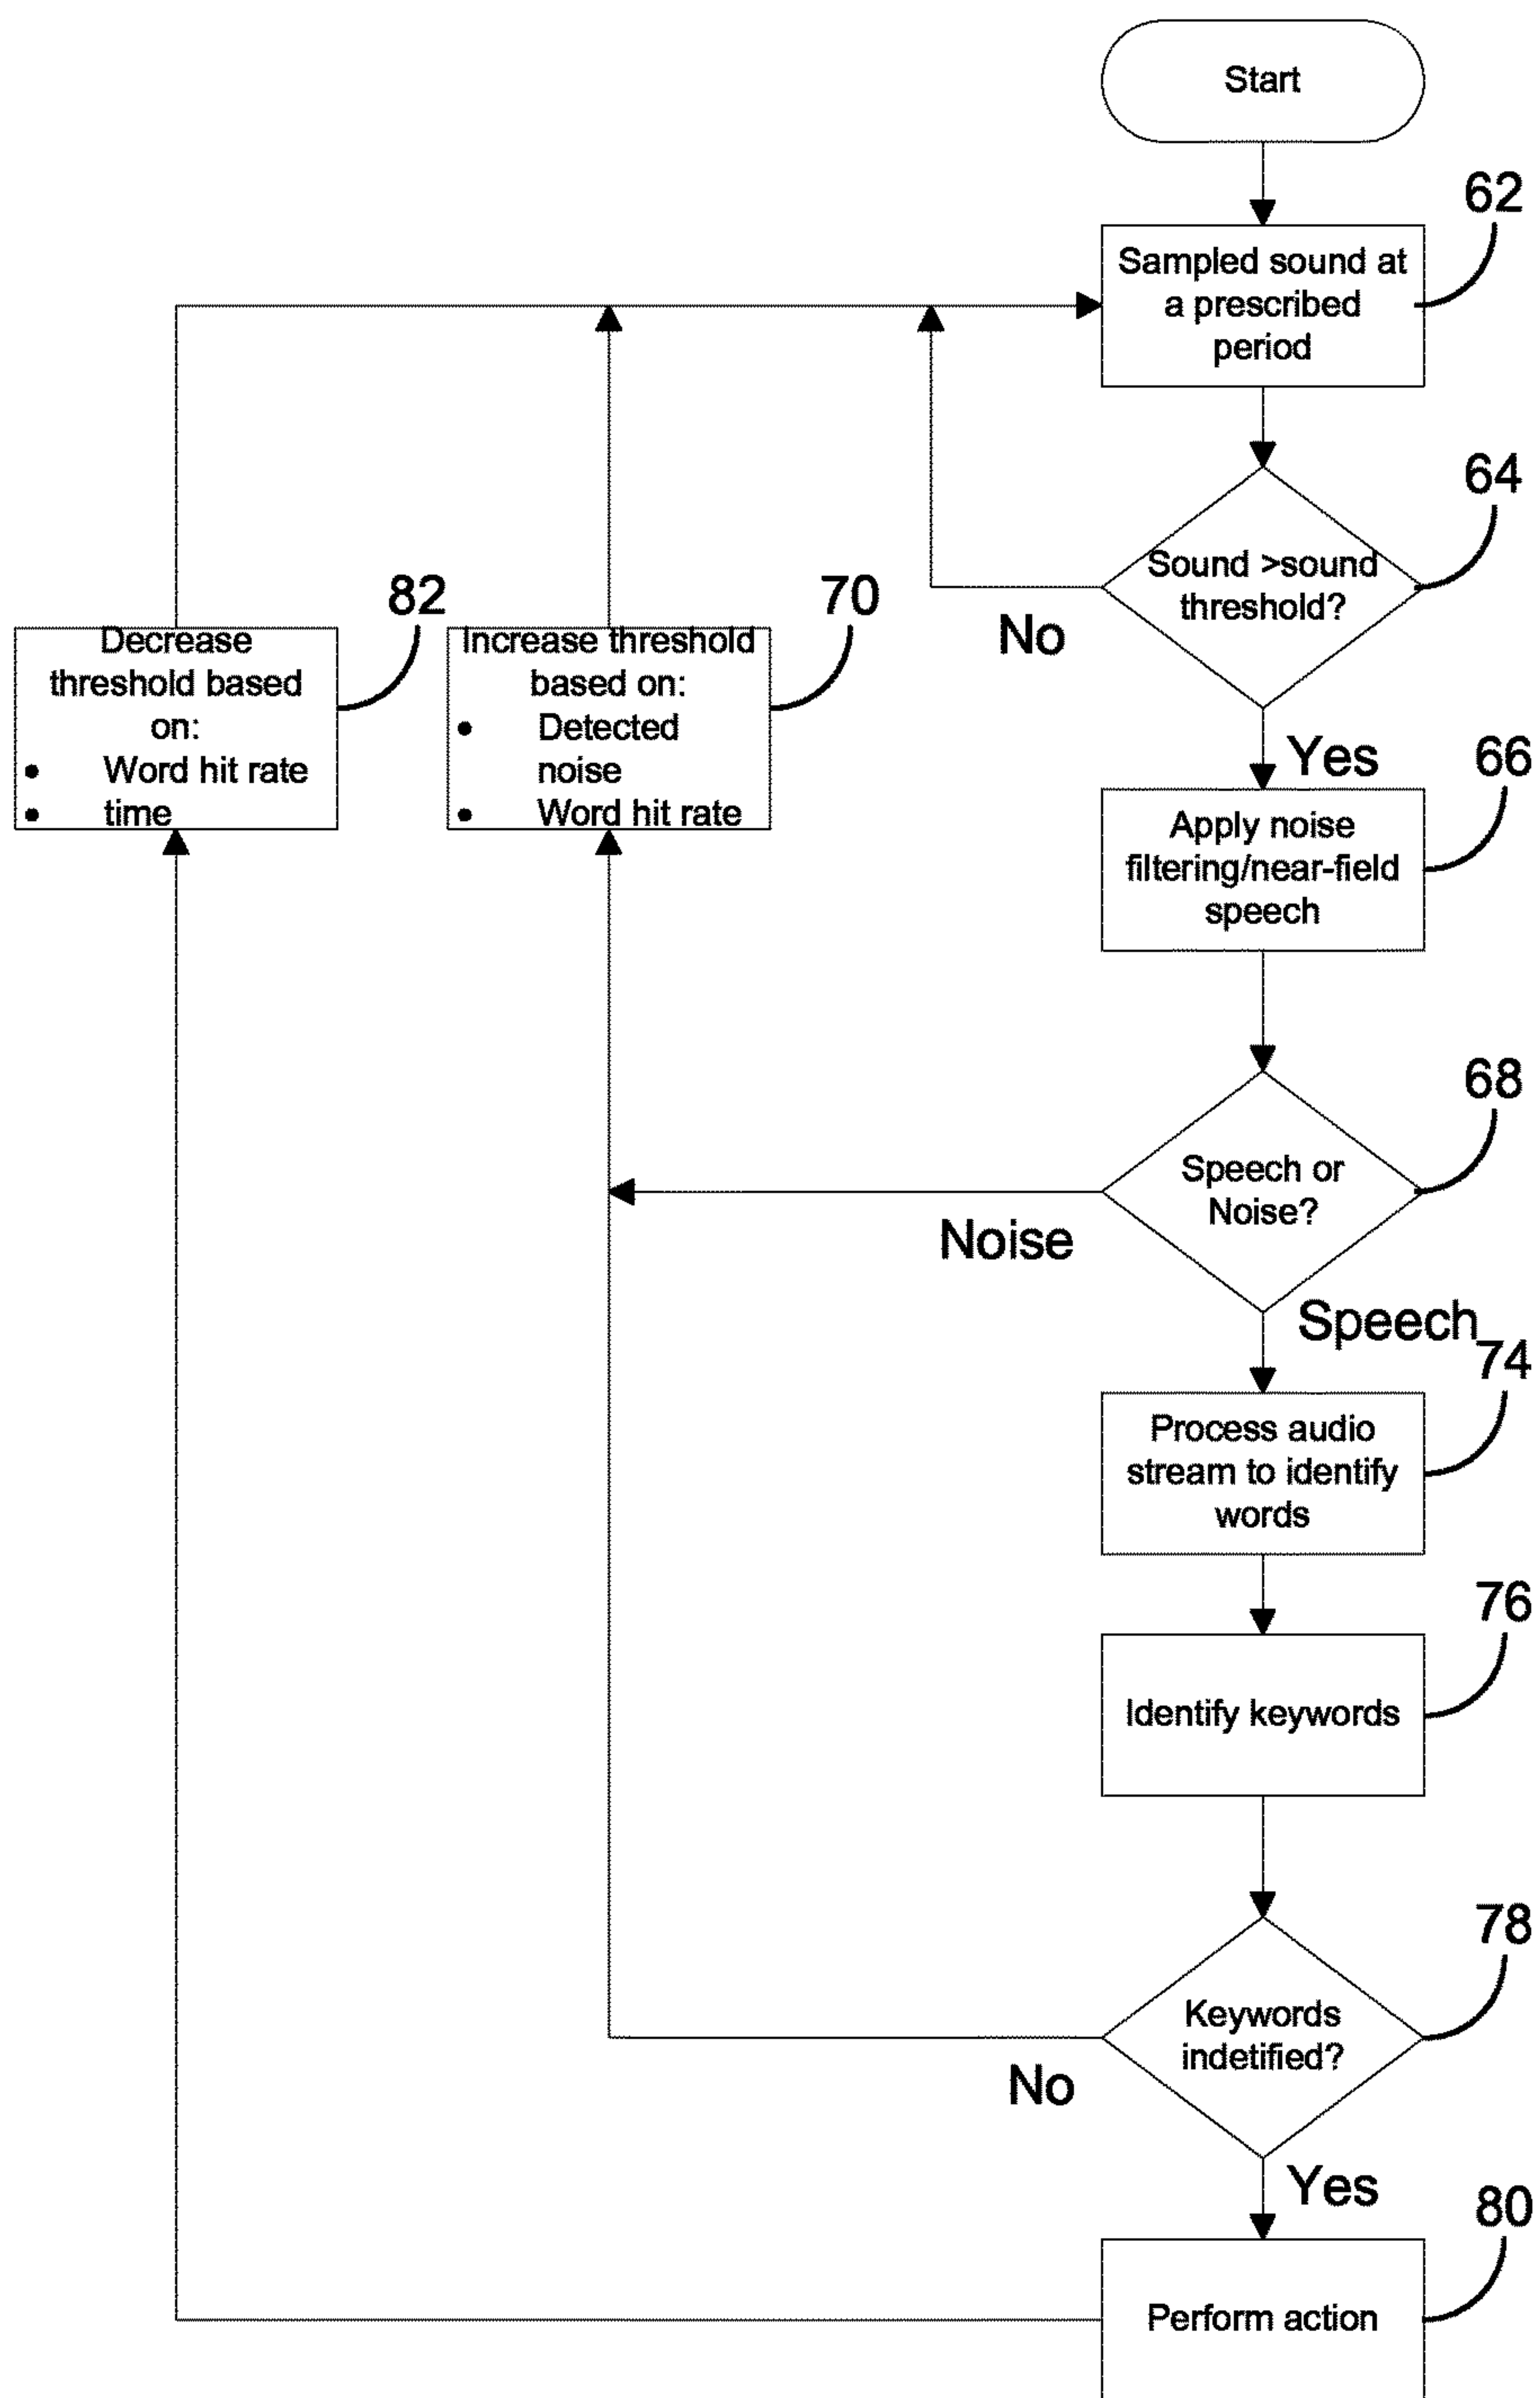 Start
62
Sampled sound at
a prescribed
period
64
Sound >sound
threshold?
No
82
Decrease
threshold based
on:
• Word hit rate
• time
70
Increase threshold
based on:
• Detected
noise
• Word hit rate
Yes
66
Apply noise
filtering/near-field
speech
68
Speech or
Noise?
Noise
Speech
74
Process audio
stream to identify
words
76
Identify keywords
78
Keywords
indetified?
No
Yes
80
Perform action